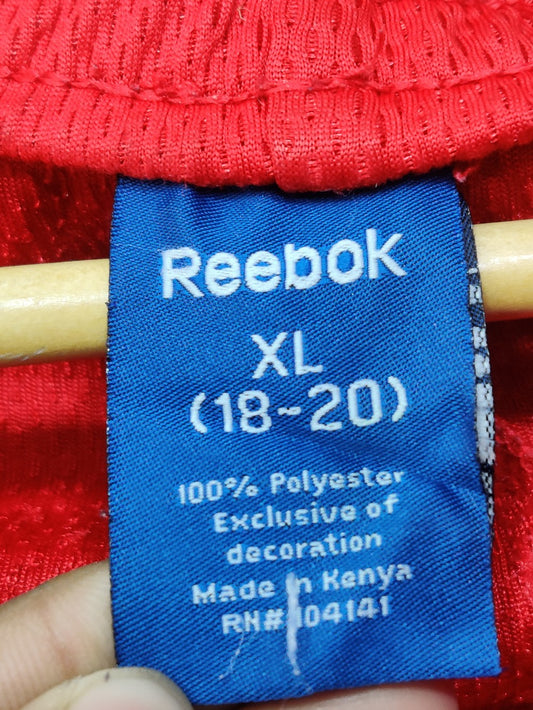 Reebok
XL
(18-20)
100% Polyester
Exclusive of
decoration
Made in Kenya
RN# 104141